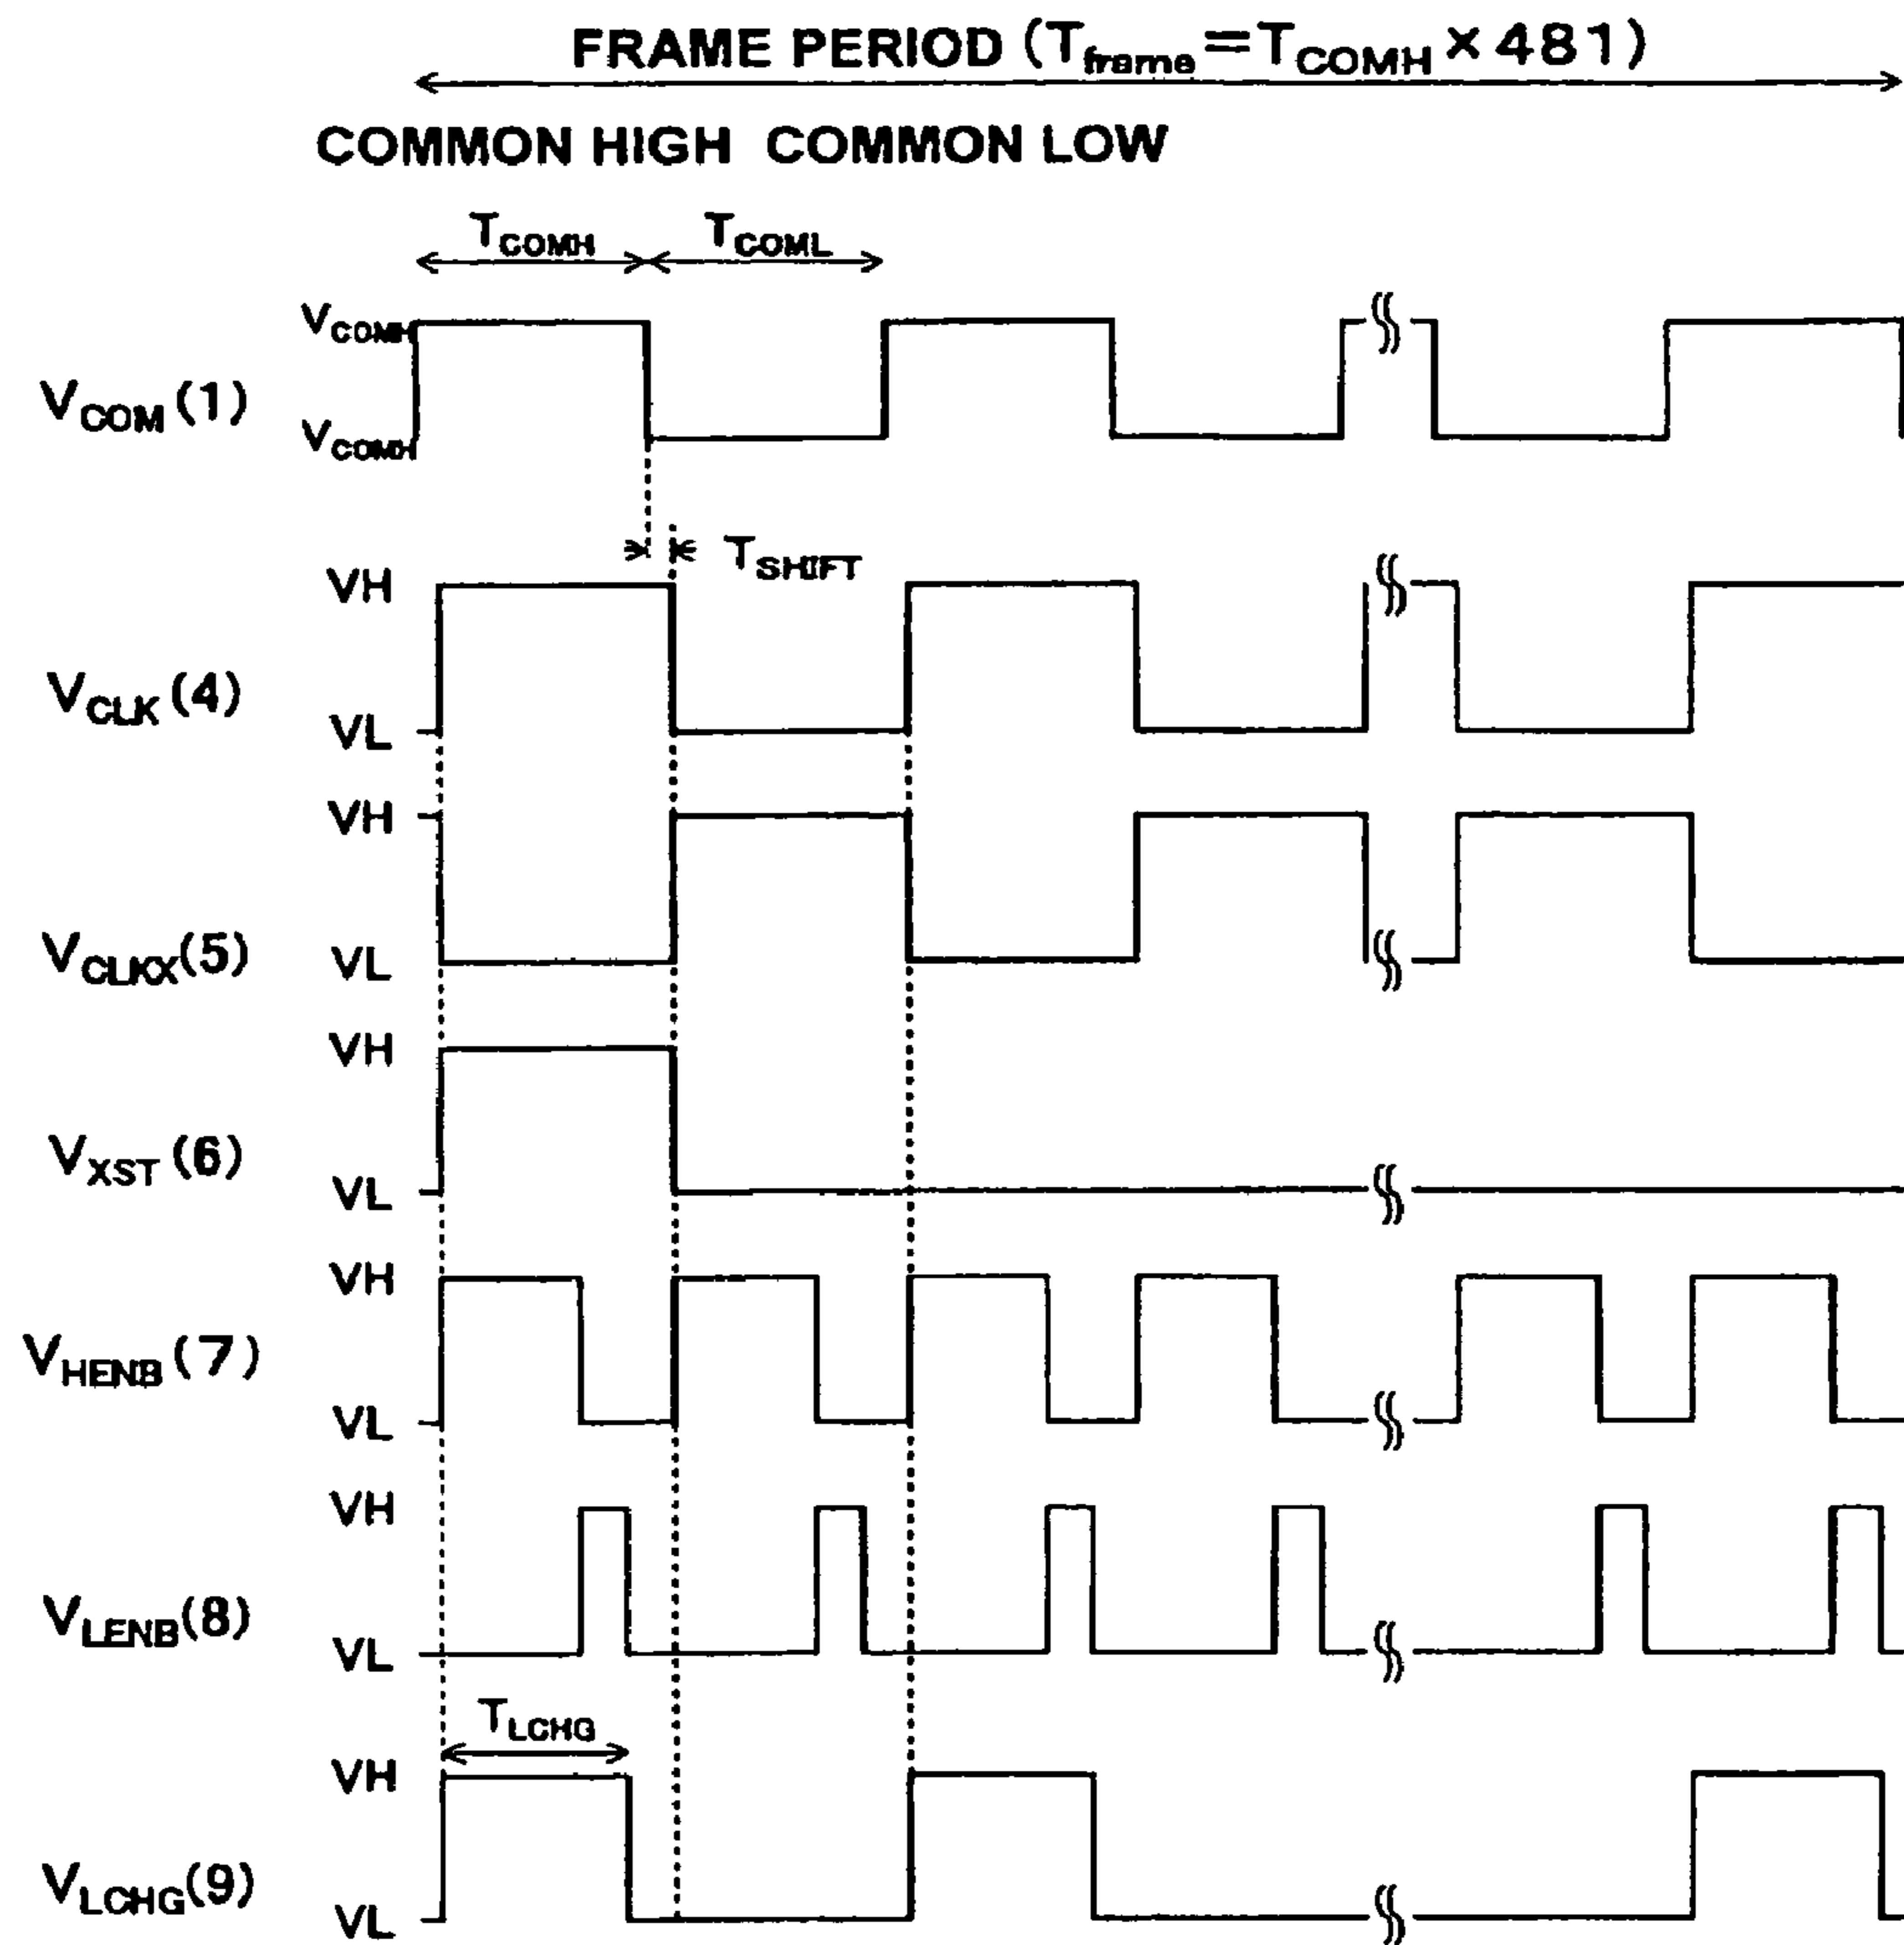 FRAME PERIOD (Tframe=TCOMH×481)
COMMON HIGH COMMON LOW
TCOMH TCOML
VCOMH
VCOM(1)
VCOMH
TSHIFT
VH
VCLK(4)
VL
VH
VCLKX(5)
VL
VH
VXST(6)
VL
VH
VHENB(7)
VL
VH
VLENB(8)
VL
TLCHG
VH
VLCHG(9)
VL